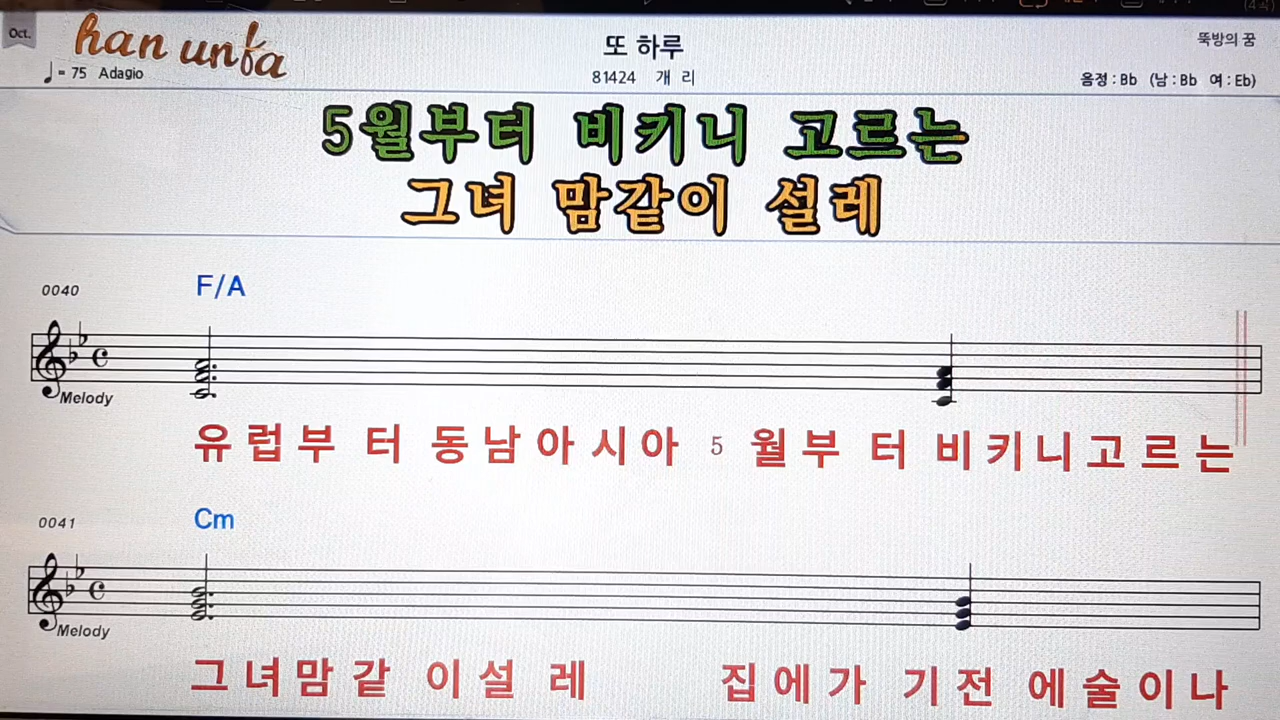 Oct.
han unfa
또 하루
뚝방의 꿈
♩= 75 Adagio
81424 개 리
음정 : Bb (남 : Bb 여 : Eb)
5월부터 비키니 고르는
그녀 맘같이 설레
0040
F/A
Melody
유럽부 터 동남아시아 5 월부 터 비키니고르는
0041
Cm
Melody
그녀맘같 이설 레 집에가 기전 에술이나